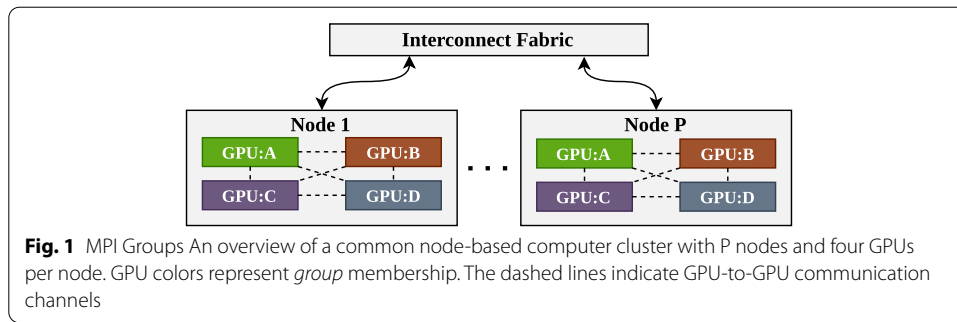 Interconnect Fabric
Node 1
GPU:A
GPU:B
GPU:C
GPU:D
. . .
Node P
GPU:A
GPU:B
GPU:C
GPU:D
Fig. 1 MPI Groups An overview of a common node-based computer cluster with P nodes and four GPUs
per node. GPU colors represent group membership. The dashed lines indicate GPU-to-GPU communication
channels